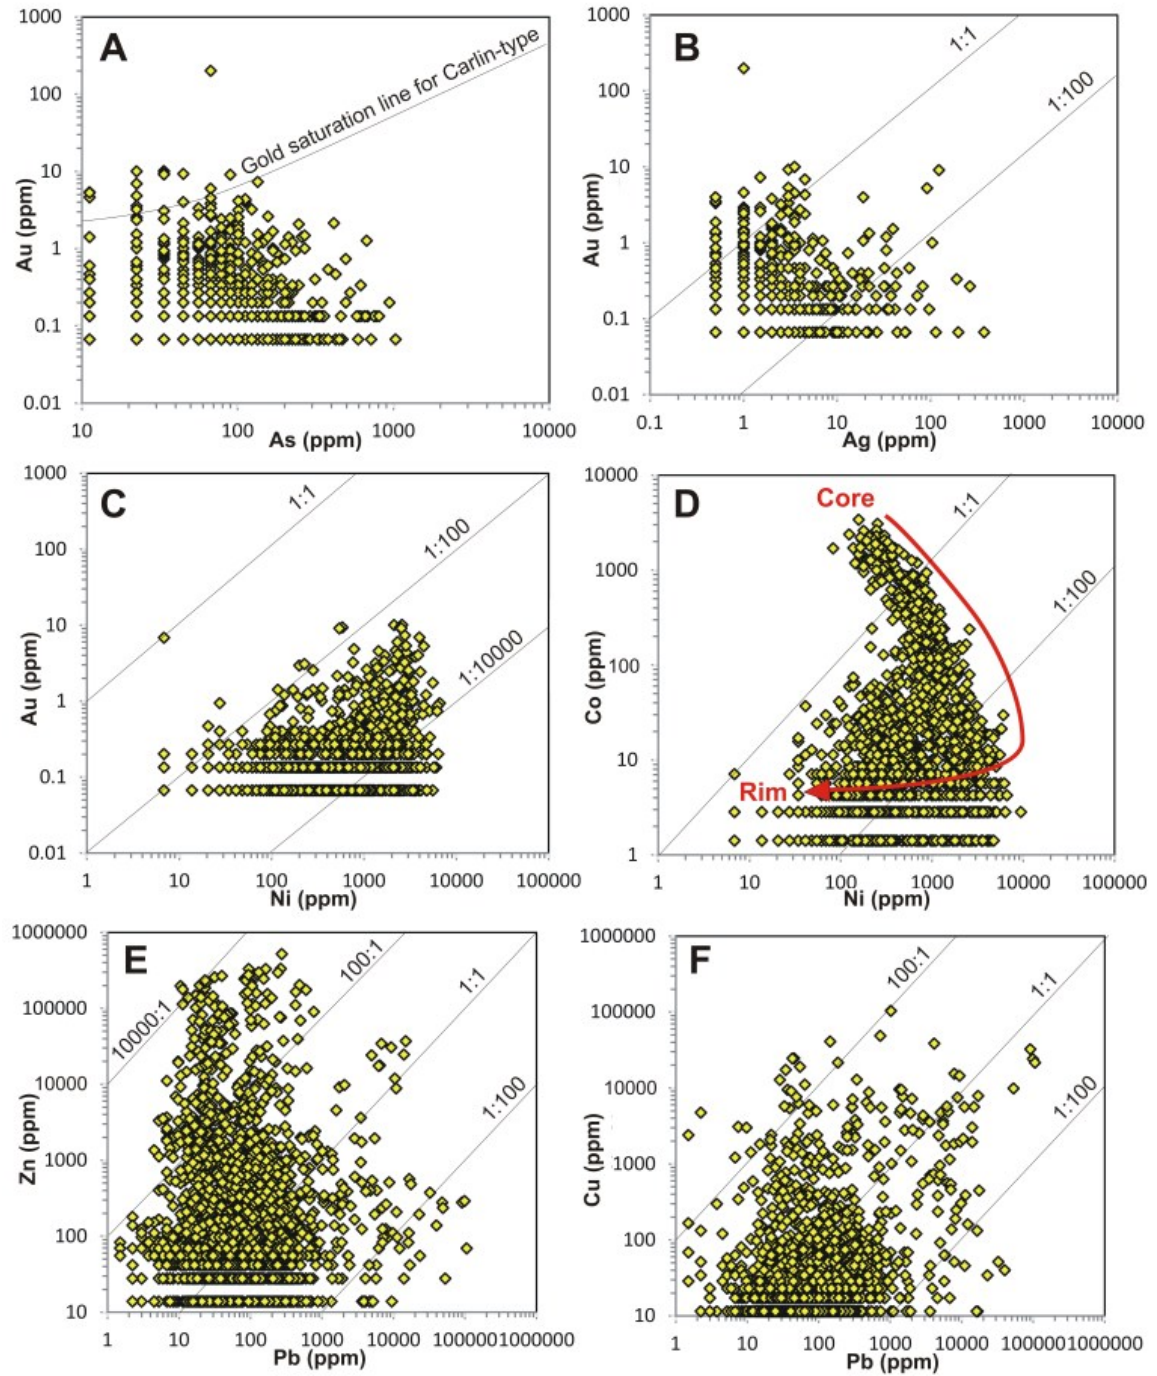 A
Au (ppm)
1000
100
10
1
0.1
0.01
Gold saturation line for Carlin-type
10 100 1000 10000
As (ppm)
B
Au (ppm)
1000
100
10
1
0.1
0.01
1:1
1:100
0.1 1 10 100 1000 10000
Ag (ppm)
C
Au (ppm)
1000
100
10
1
0.1
0.01
1:1
1:100
1:10000
1 10 100 1000 10000 100000
Ni (ppm)
D
Co (ppm)
10000
1000
100
10
1
Core
1:1
1:100
Rim
1 10 100 1000 10000 100000
Ni (ppm)
E
Zn (ppm)
1000000
100000
10000
1000
100
10
10000:1
100:1
1:1
1:100
1 10 100 1000 10000 1000001000000
Pb (ppm)
F
Cu (ppm)
1000000
100000
10000
1000
100
10
100:1
1:1
1:100
1 10 100 1000 10000 1000001000000
Pb (ppm)